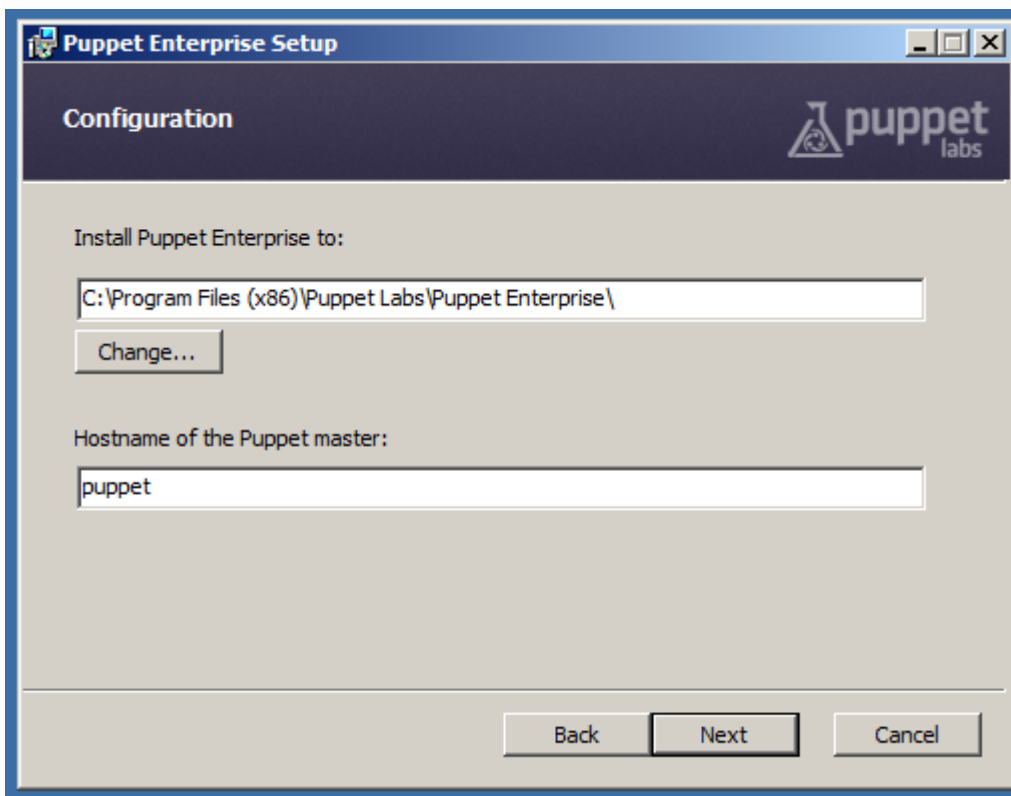 Puppet Enterprise Setup
Configuration
puppet
labs
Install Puppet Enterprise to:
C:\Program Files (x86)\Puppet Labs\Puppet Enterprise\
Change...
Hostname of the Puppet master:
puppet
Back Next Cancel